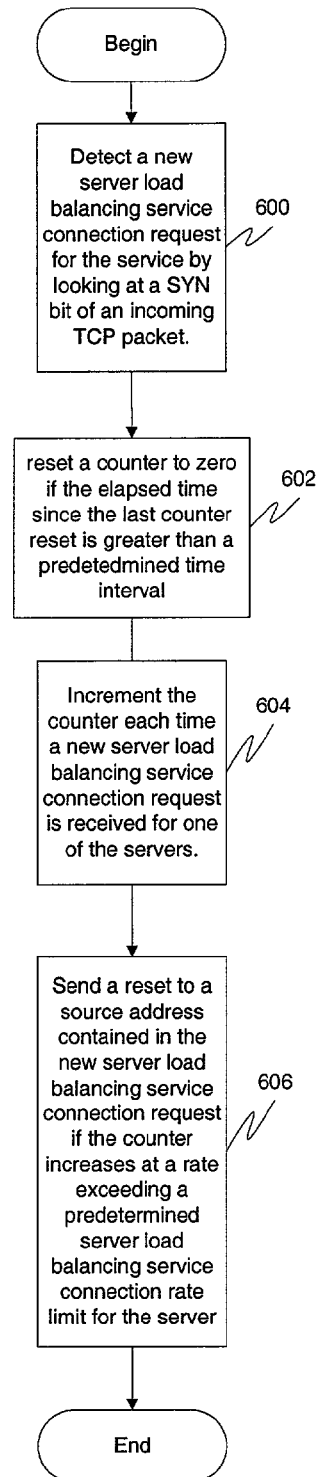 Begin
Detect a new
server load
balancing service
connection request
for the service by
looking at a SYN
bit of an incoming
TCP packet.
600
reset a counter to zero
if the elapsed time
since the last counter
reset is greater than a
predetedmined time
interval
602
Increment the
counter each time
a new server load
balancing service
connection request
is received for one
of the servers.
604
Send a reset to a
source address
contained in the
new server load
balancing service
connection request
if the counter
increases at a rate
exceeding a
predetermined
server load
balancing service
connection rate
limit for the server
606
End